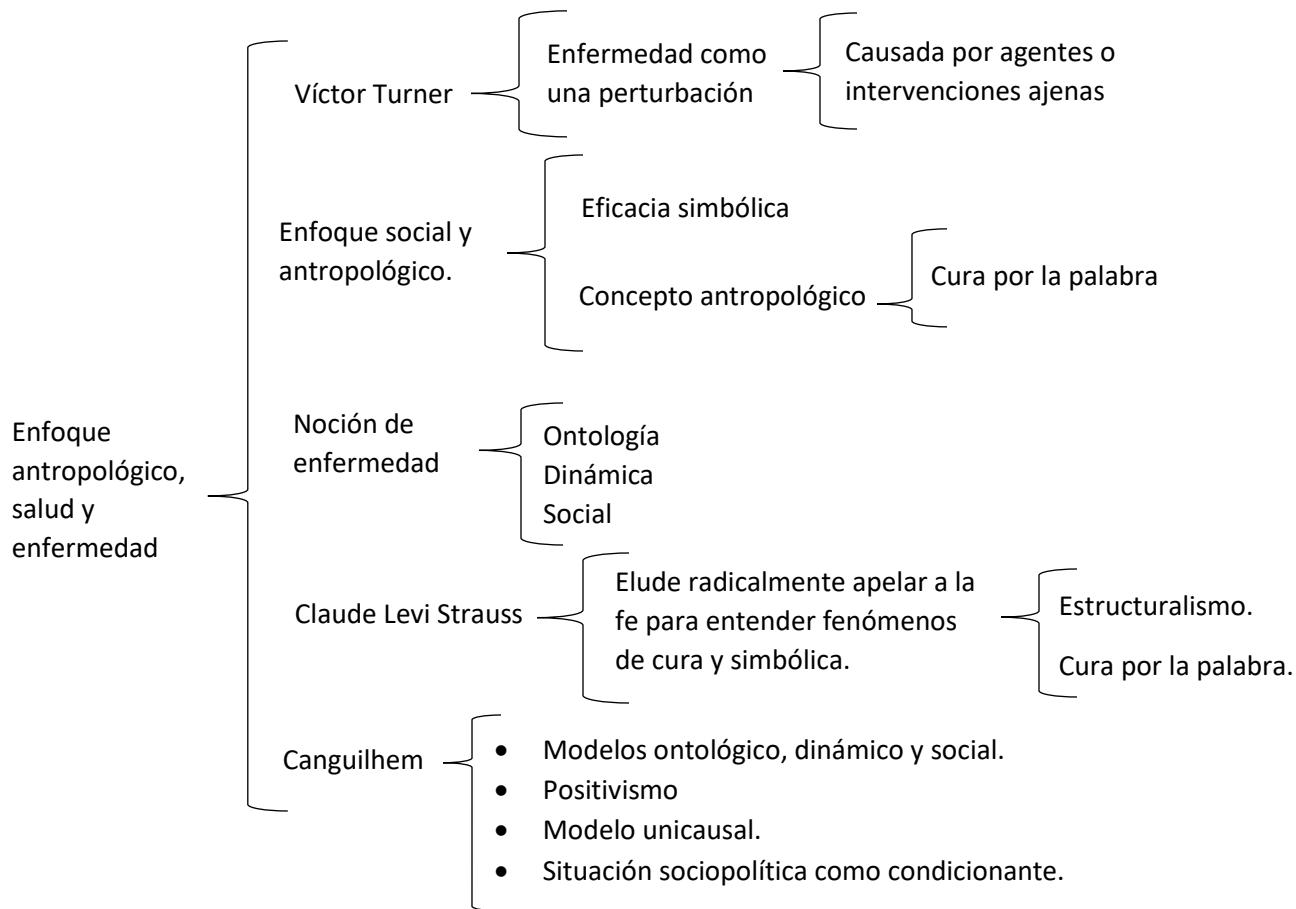 Enfoque
antropológico,
salud y
enfermedad
Víctor Turner
Enfermedad como
una perturbación
Causada por agentes o
intervenciones ajenas
Enfoque social y
antropológico.
Eficacia simbólica
Concepto antropológico
Cura por la palabra
Noción de
enfermedad
Ontología
Dinámica
Social
Claude Levi Strauss
Elude radicalmente apelar a la
fe para entender fenómenos
de cura y simbólica.
Estructuralismo.
Cura por la palabra.
Canguilhem
• Modelos ontológico, dinámico y social.
• Positivismo
• Modelo unicausal.
• Situación sociopolítica como condicionante.